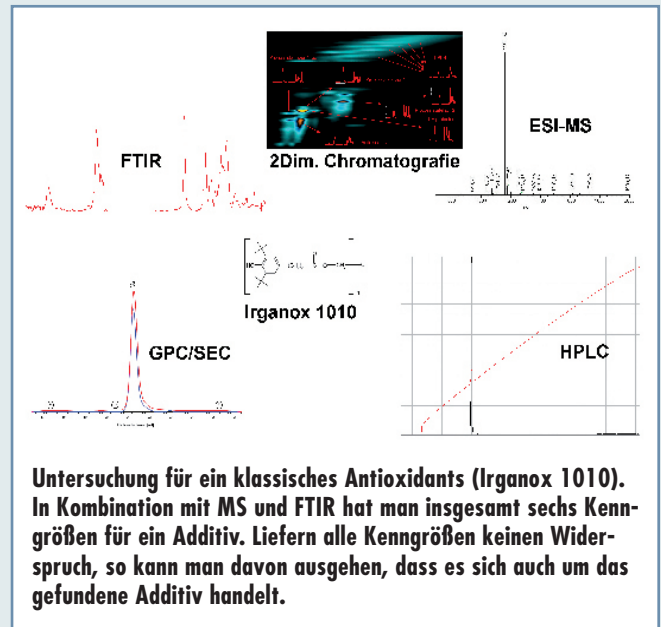 2Dim. Chromatografie
FTIR
ESI-MS
Irganox 1010
GPC/SEC
HPLC
Untersuchung für ein klassisches Antioxidants (Irganox 1010).
In Kombination mit MS und FTIR hat man insgesamt sechs Kenn-
größen für ein Additiv. Liefern alle Kenngrößen keinen Wider-
spruch, so kann man davon ausgehen, dass es sich auch um das
gefundene Additiv handelt.